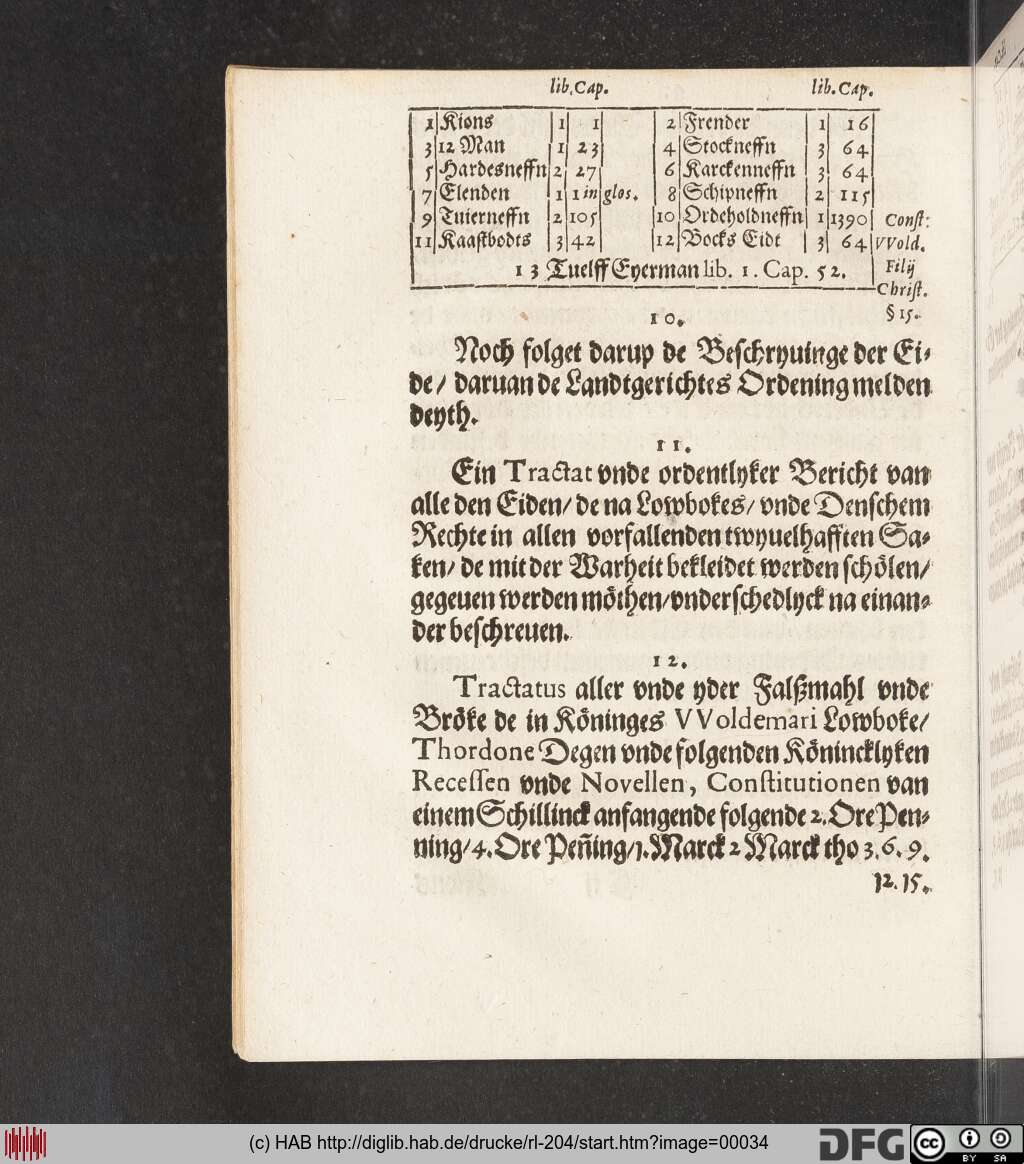 lib. Cap. lib. Cap.
1 Kions 1 1 2 Frender 1 16
3 12 Man 1 23 4 Stockneffn 3 64
5 Hardesneffn 2 27 6 Karckenneffn 3 64
7 Elenden 1 1 in glos. 8 Schipneffn 2 115
9 Tuierneffn 2 105 10 Ordeholdneffn 1 1390 Const:
11 Kaastbodts 3 42 12 Bocks Eidt 3 64 VVold.
13 Tuelff Eyerman lib. 1. Cap. 52. Filij
Christ.
§ 15.
10.
Noch folget darup de Beschryuinge der Ei-
de/ daruan de Landtgerichtes Ordening melden
deyth.
11.
Ein Tractat vnde ordentlyker Bericht van
alle den Eiden/ de na Lowbokes/ vnde Denschem
Rechte in allen vorfallenden twyuelhafften Sa-
ken/ de mit der Warheit bekleidet werden schölen/
gegeuen werden möthen/ vnderschedlyck na einan-
der beschreuen.
12.
Tractatus aller vnde yder Falßmahl vnde
Bröke de in Köninges VVoldemari Lowboke/
Thordone Degen vnde folgenden Könincklyken
Recessen vnde Novellen, Constitutionen van
einem Schillinck anfangende folgende 2. Ore Pen-
ning/ 4. Ore Peñing/ 1. Marck 2 Marck tho 3. 6. 9.
12. 15.
(c) HAB http://diglib.hab.de/drucke/rl-204/start.htm?image=00034
DFG cc BY SA